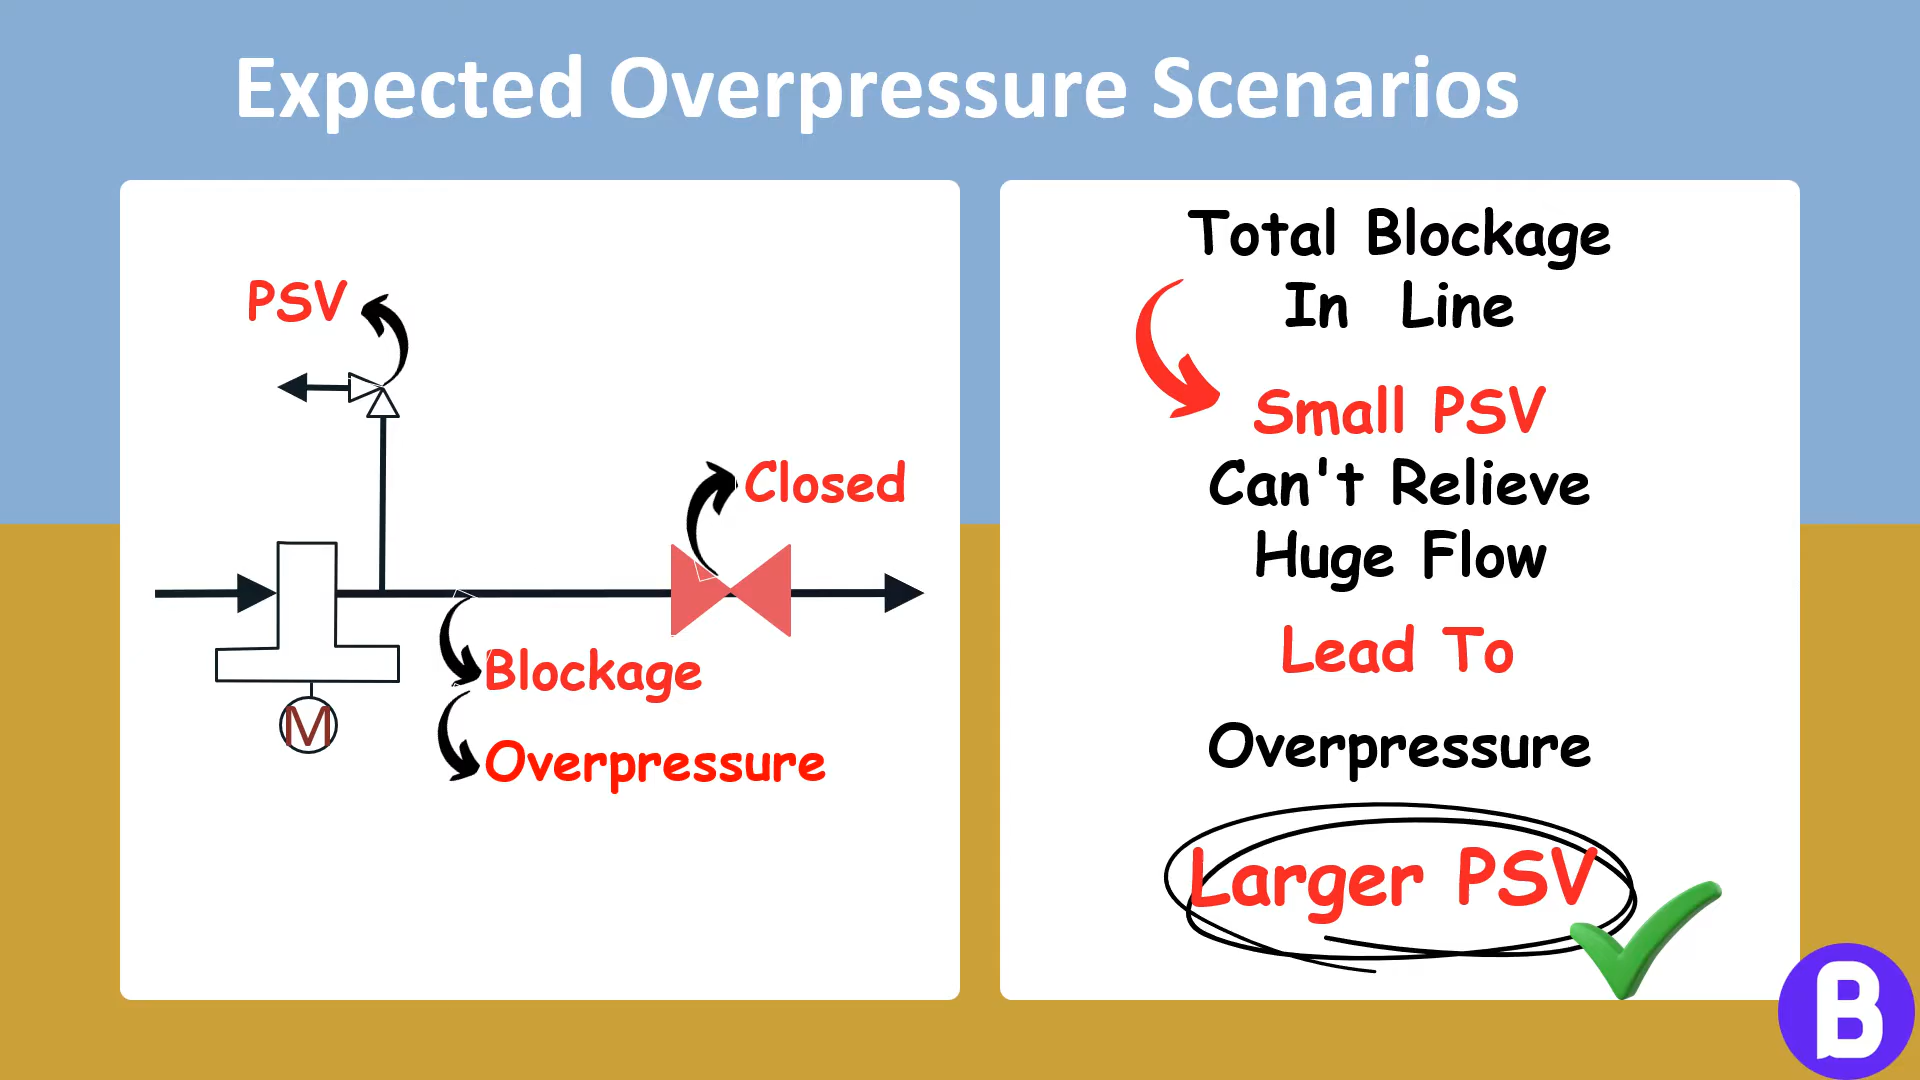 Expected Overpressure Scenarios
PSV
Closed
Blockage
Overpressure
M
Total Blockage
In Line
Small PSV
Can't Relieve
Huge Flow
Lead To
Overpressure
Larger PSV
B